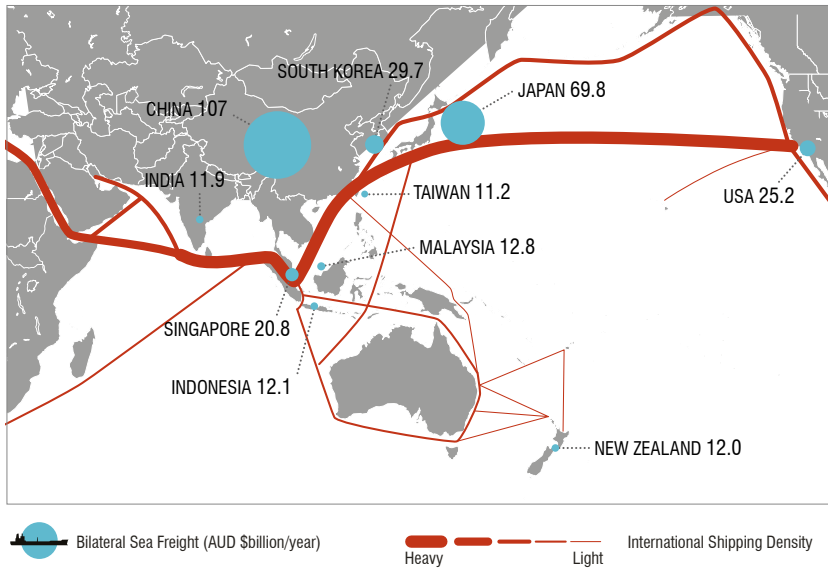 SOUTH KOREA 29.7
JAPAN 69.8
CHINA 107
INDIA 11.9
TAIWAN 11.2
USA 25.2
MALAYSIA 12.8
SINGAPORE 20.8
INDONESIA 12.1
NEW ZEALAND 12.0
Bilateral Sea Freight (AUD $billion/year)
International Shipping Density
Heavy
Light